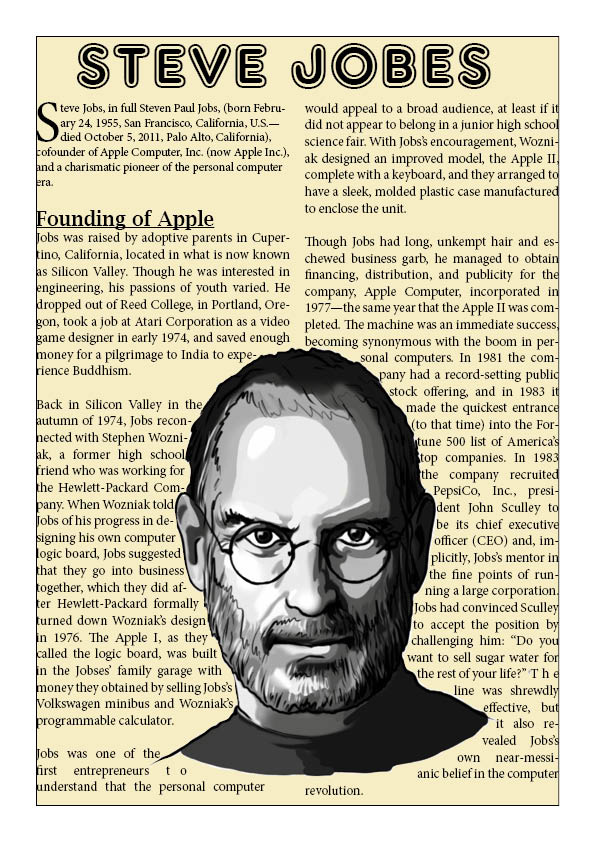 STEVE JOBES
Steve Jobs, in full Steven Paul Jobs, (born Febru-
ary 24, 1955, San Francisco, California, U.S.—
died October 5, 2011, Palo Alto, California),
cofounder of Apple Computer, Inc. (now Apple Inc.),
and a charismatic pioneer of the personal computer
era.
Founding of Apple
Jobs was raised by adoptive parents in Cuper-
tino, California, located in what is now known
as Silicon Valley. Though he was interested in
engineering, his passions of youth varied. He
dropped out of Reed College, in Portland, Ore-
gon, took a job at Atari Corporation as a video
game designer in early 1974, and saved enough
money for a pilgrimage to India to expe-
rience Buddhism.
Back in Silicon Valley in the
autumn of 1974, Jobs recon-
nected with Stephen Wozni-
ak, a former high school
friend who was working for
the Hewlett-Packard Com-
pany. When Wozniak told
Jobs of his progress in de-
signing his own computer
logic board, Jobs suggested
that they go into business
together, which they did af-
ter Hewlett-Packard formally
turned down Wozniak's design
in 1976. The Apple I, as they
called the logic board, was built
in the Jobses' family garage with
money they obtained by selling Jobs's
Volkswagen minibus and Wozniak's
programmable calculator.
Jobs was one of the
first entrepreneurs t o
understand that the personal computer
would appeal to a broad audience, at least if it
did not appear to belong in a junior high school
science fair. With Jobs's encouragement, Wozni-
ak designed an improved model, the Apple II,
complete with a keyboard, and they arranged to
have a sleek, molded plastic case manufactured
to enclose the unit.
Though Jobs had long, unkempt hair and es-
chewed business garb, he managed to obtain
financing, distribution, and publicity for the
company, Apple Computer, incorporated in
1977—the same year that the Apple II was com-
pleted. The machine was an immediate success,
becoming synonymous with the boom in per-
sonal computers. In 1981 the com-
pany had a record-setting public
stock offering, and in 1983 it
made the quickest entrance
(to that time) into the For-
tune 500 list of America's
top companies. In 1983
the company recruited
PepsiCo, Inc., presi-
dent John Sculley to
be its chief executive
officer (CEO) and, im-
plicitly, Jobs's mentor in
the fine points of run-
ning a large corporation.
Jobs had convinced Sculley
to accept the position by
challenging him: “Do you
want to sell sugar water for
the rest of your life?” T h e
line was shrewdly
effective, but
it also re-
vealed Jobs's
own near-messi-
anic belief in the computer
revolution.